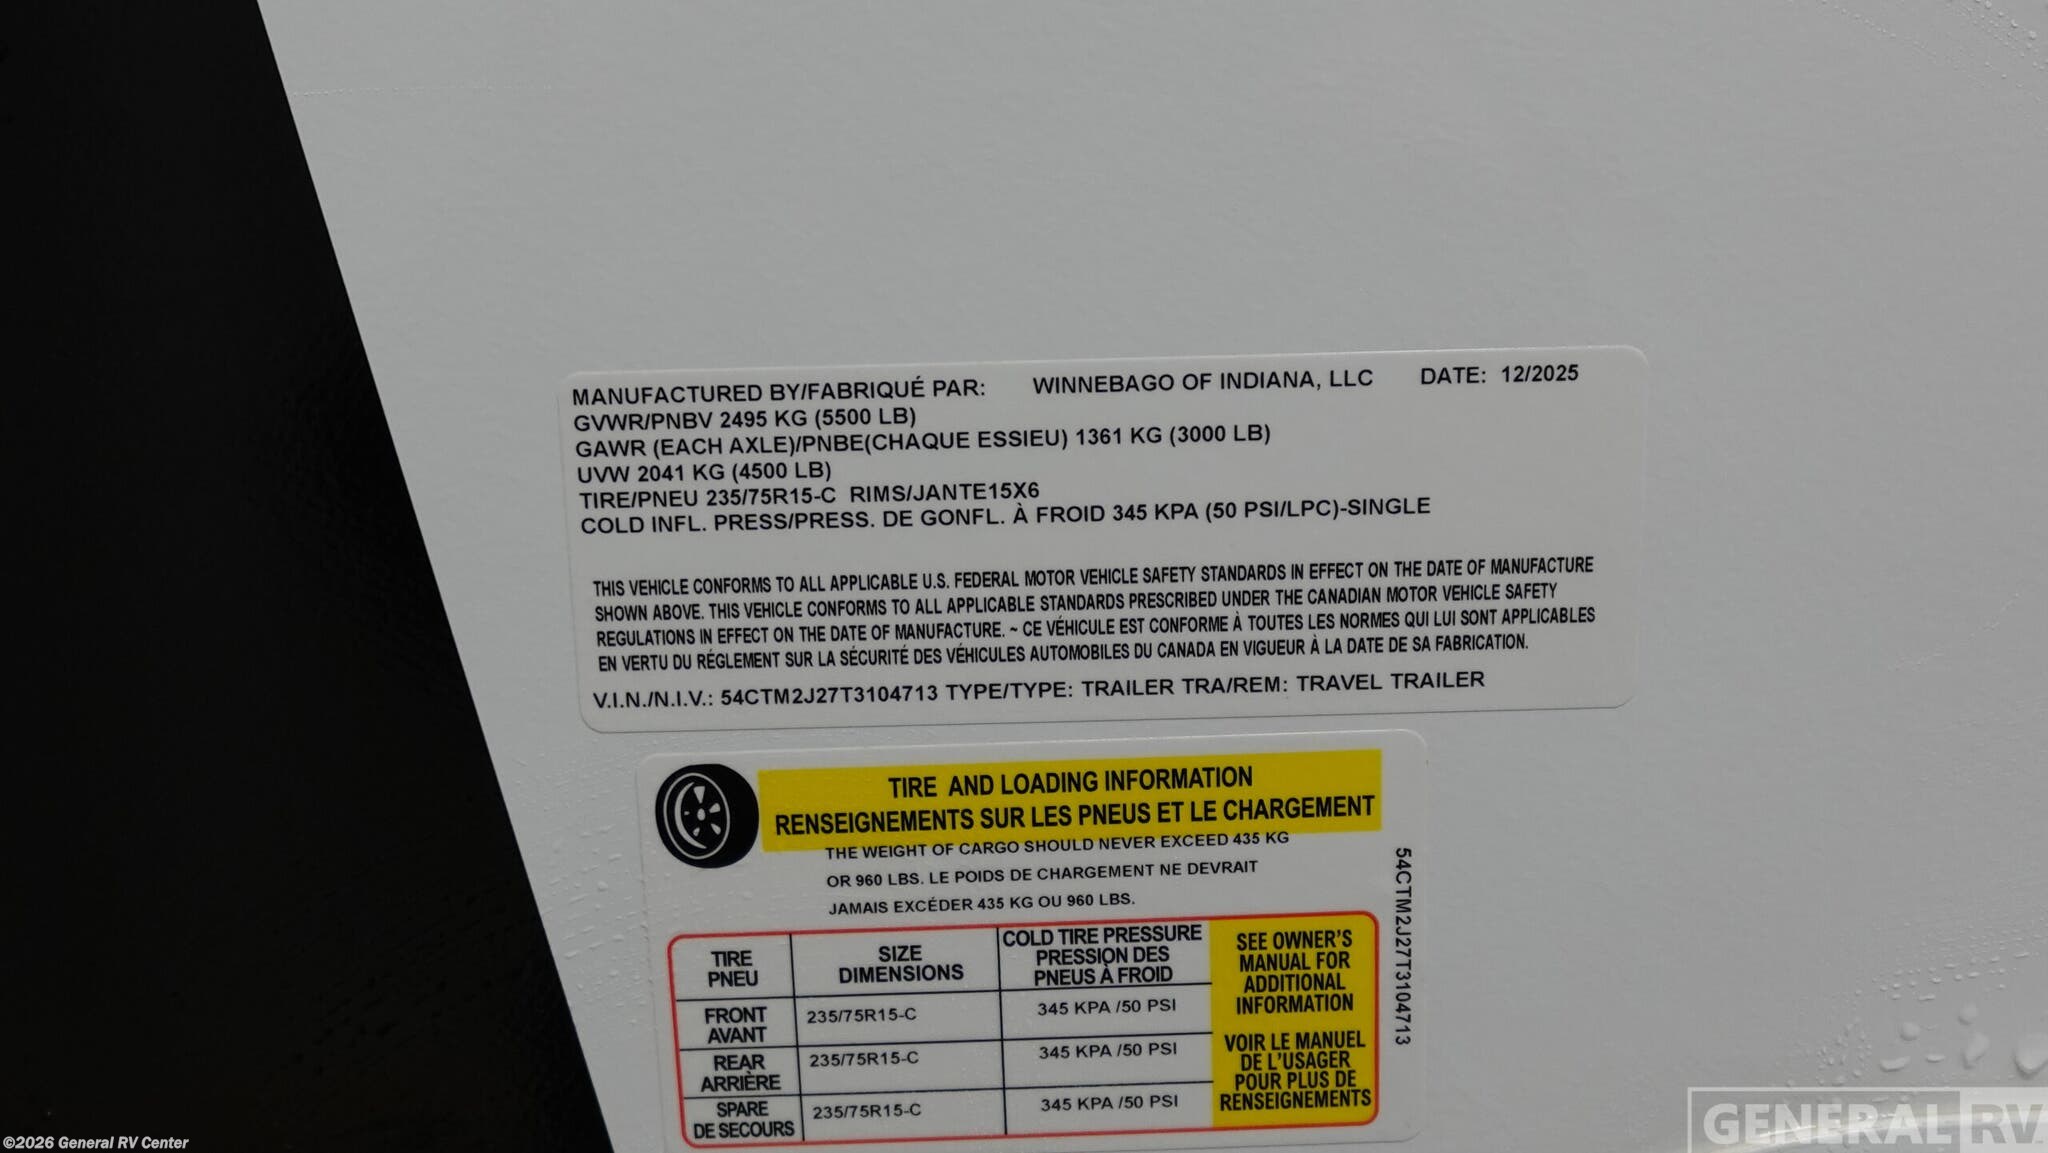 MANUFACTURED BY/FABRIQUÉ PAR: WINNEBAGO OF INDIANA, LLC DATE: 12/2025
GVWR/PNBV 2495 KG (5500 LB)
GAWR (EACH AXLE)/PNBE(CHAQUE ESSIEU) 1361 KG (3000 LB)
UVW 2041 KG (4500 LB)
TIRE/PNEU 235/75R15-C RIMS/JANTE15X6
COLD INFL. PRESS/PRESS. DE GONFL. À FROID 345 KPA (50 PSI/LPC)-SINGLE
THIS VEHICLE CONFORMS TO ALL APPLICABLE U.S. FEDERAL MOTOR VEHICLE SAFETY STANDARDS IN EFFECT ON THE DATE OF MANUFACTURE
SHOWN ABOVE. THIS VEHICLE CONFORMS TO ALL APPLICABLE STANDARDS PRESCRIBED UNDER THE CANADIAN MOTOR VEHICLE SAFETY
REGULATIONS IN EFFECT ON THE DATE OF MANUFACTURE. ~ CE VÉHICULE EST CONFORME À TOUTES LES NORMES QUI LUI SONT APPLICABLES
EN VERTU DU RÉGLEMENT SUR LA SÉCURITÉ DES VÉHICULES AUTOMOBILES DU CANADA EN VIGUEUR À LA DATE DE SA FABRICATION.
V.I.N./N.I.V.: 54CTM2J27T3104713 TYPE/TYPE: TRAILER TRA/REM: TRAVEL TRAILER
TIRE AND LOADING INFORMATION
RENSEIGNEMENTS SUR LES PNEUS ET LE CHARGEMENT
THE WEIGHT OF CARGO SHOULD NEVER EXCEED 435 KG
OR 960 LBS. LE POIDS DE CHARGEMENT NE DEVRAIT
JAMAIS EXCÉDER 435 KG OU 960 LBS.
54CTM2J27T3104713
TIRE
PNEU
SIZE
DIMENSIONS
COLD TIRE PRESSURE
PRESSION DES
PNEUS À FROID
FRONT
AVANT
235/75R15-C
345 KPA /50 PSI
REAR
ARRIÈRE
235/75R15-C
345 KPA /50 PSI
SPARE
DE SECOURS
235/75R15-C
345 KPA /50 PSI
SEE OWNER'S
MANUAL FOR
ADDITIONAL
INFORMATION
VOIR LE MANUEL
DE L'USAGER
POUR PLUS DE
RENSEIGNEMENTS
©2026 General RV Center
GENERAL RV